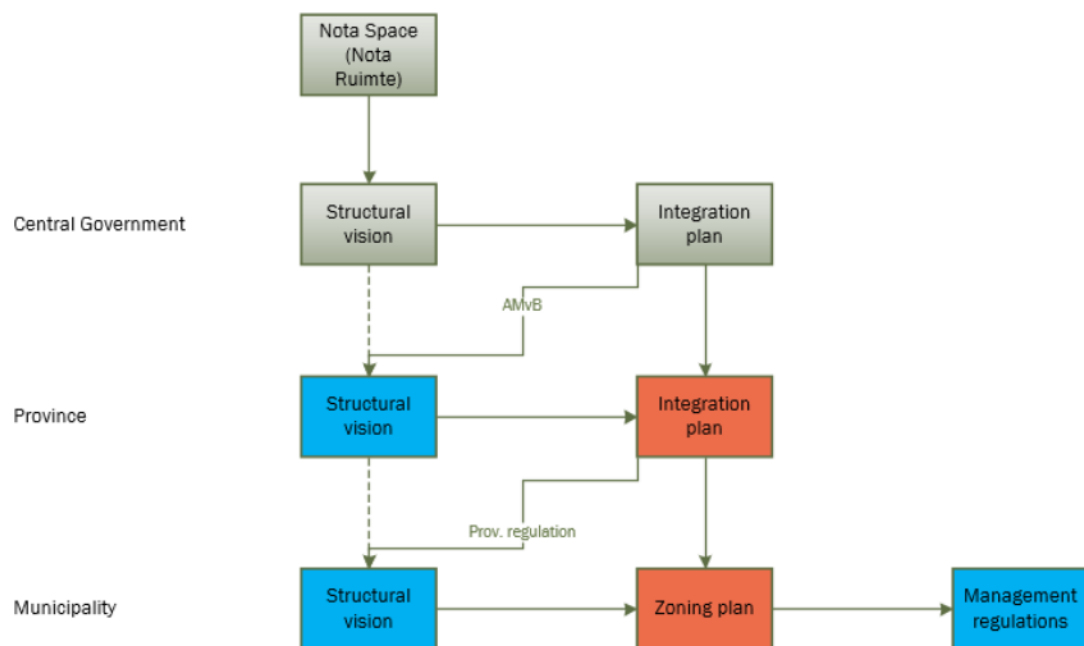 Nota Space
(Nota
Ruimte)
Central Government
Structural
vision
Integration
plan
AMvB
Province
Structural
vision
Integration
plan
Prov. regulation
Municipality
Structural
vision
Zoning plan
Management
regulations